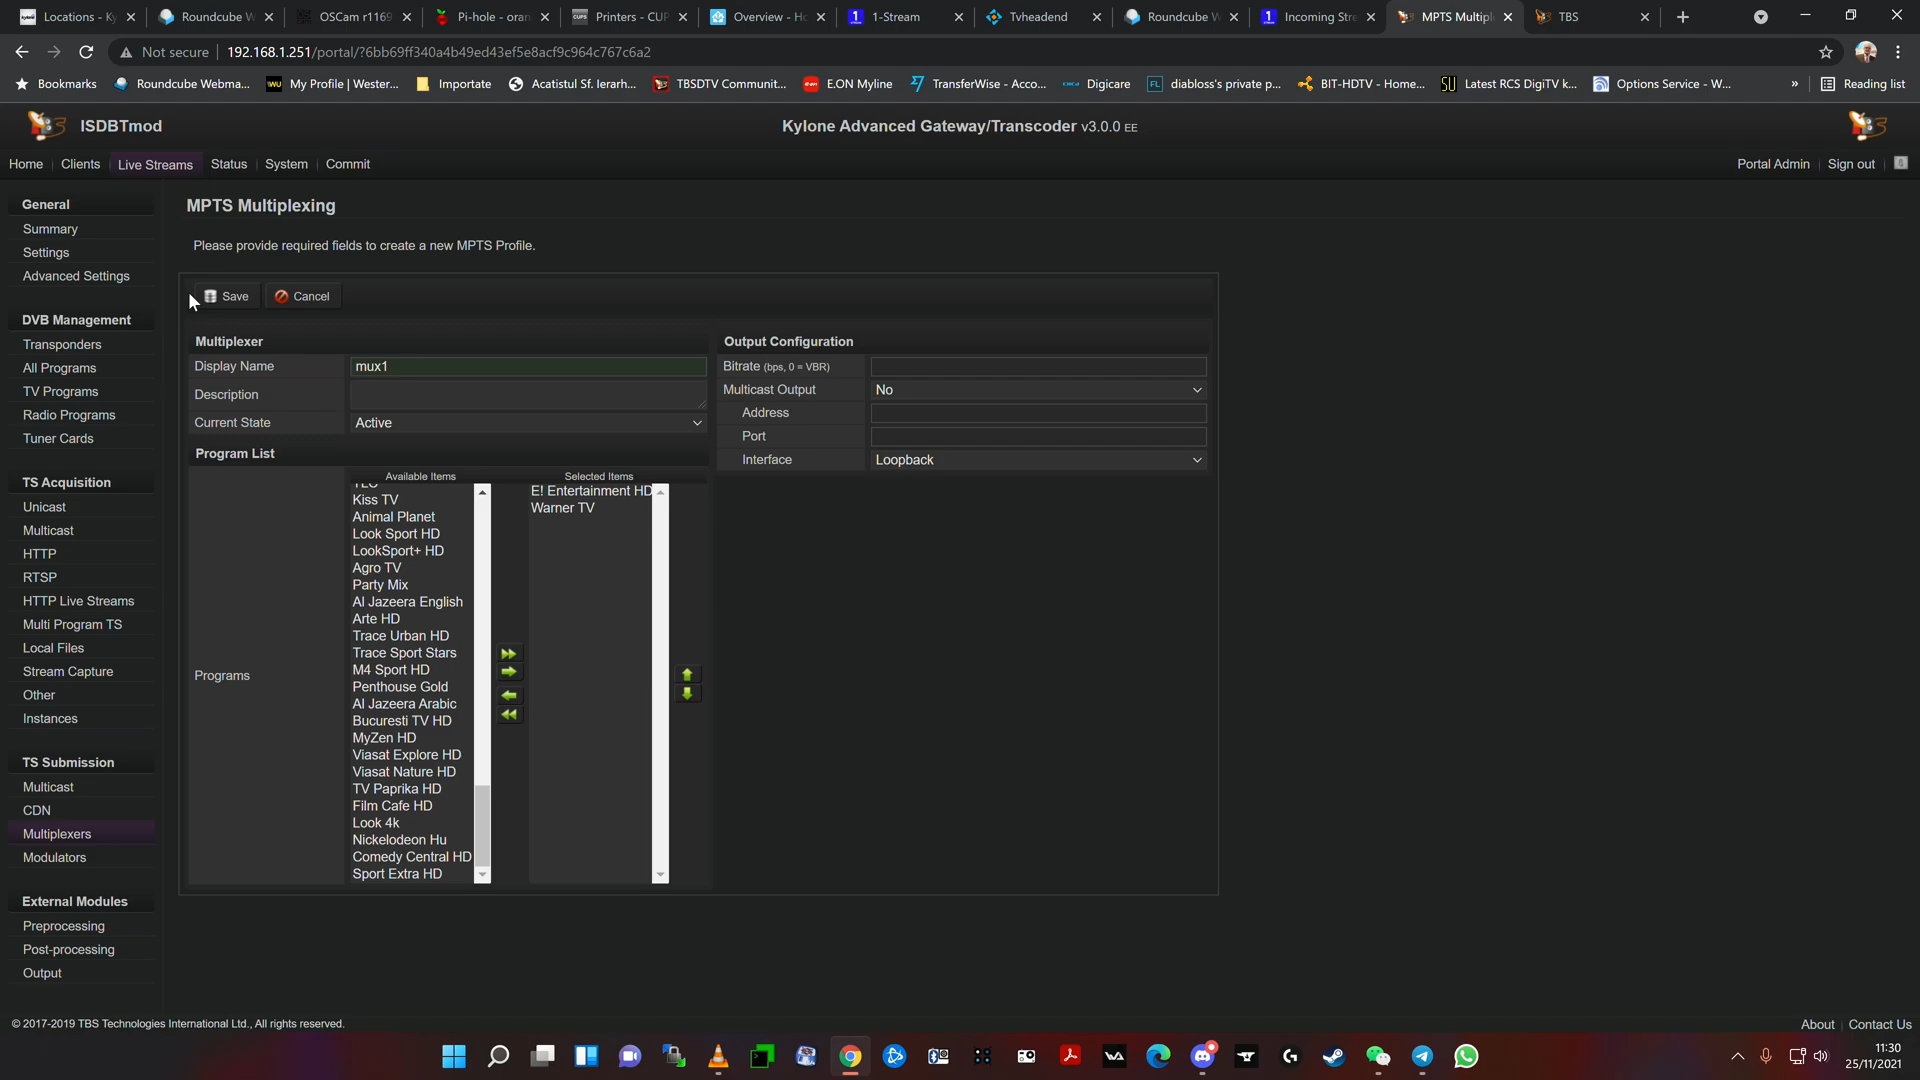 Locations - Ky
Roundcube W
OSCam r1169
Pi-hole - oran
CUPS
Printers - CUP
Overview - Ho
1
1-Stream
Tvheadend
Roundcube W
1
Incoming Stre
MPTS Multipl
TBS
Not secure
192.168.1.251/portal/?6bb69ff340a4b49ed43ef5e8acf9c964c767c6a2
Bookmarks
Roundcube Webma...
WU
My Profile | Wester...
Importate
Acatistul Sf. Ierarh...
TBSDTV Communit...
E.ON Myline
TransferWise - Acco...
Digicare
FL
diabloss's private p...
BIT-HDTV - Home...
SU
Latest RCS DigiTV k...
Options Service - W...
»
Reading list
ISDBTmod
Kylone Advanced Gateway/Transcoder v3.0.0 EE
Home
Clients
Live Streams
Status
System
Commit
Portal Admin
Sign out
General
Summary
Settings
Advanced Settings
DVB Management
Transponders
All Programs
TV Programs
Radio Programs
Tuner Cards
TS Acquisition
Unicast
Multicast
HTTP
RTSP
HTTP Live Streams
Multi Program TS
Local Files
Stream Capture
Other
Instances
TS Submission
Multicast
CDN
Multiplexers
Modulators
External Modules
Preprocessing
Post-processing
Output
MPTS Multiplexing
Please provide required fields to create a new MPTS Profile.
Save
Cancel
Multiplexer
Display Name
mux1
Description
Current State
Active
Program List
Available Items
Selected Items
Programs
TLC
Kiss TV
Animal Planet
Look Sport HD
LookSport+ HD
Agro TV
Party Mix
Al Jazeera English
Arte HD
Trace Urban HD
Trace Sport Stars
M4 Sport HD
Penthouse Gold
Al Jazeera Arabic
Bucuresti TV HD
MyZen HD
Viasat Explore HD
Viasat Nature HD
TV Paprika HD
Film Cafe HD
Look 4k
Nickelodeon Hu
Comedy Central HD
Sport Extra HD
E! Entertainment HD
Warner TV
Output Configuration
Bitrate (bps, 0 = VBR)
Multicast Output
No
Address
Port
Interface
Loopback
© 2017-2019 TBS Technologies International Ltd., All rights reserved.
About
Contact Us
11:30
25/11/2021